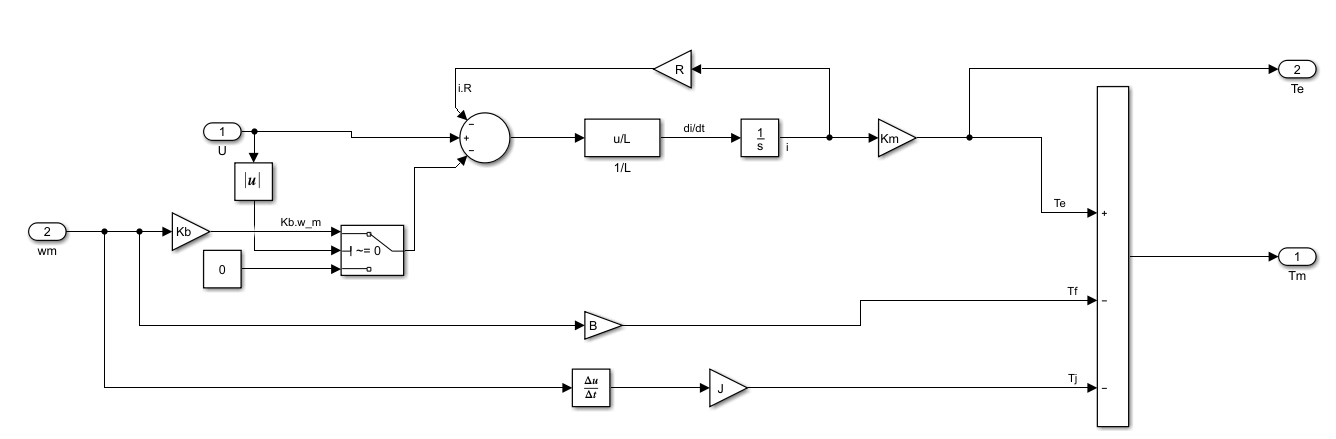 R
2
Te
i.R
−
+
−
1
U
u/L
1/L
di/dt
1
s
i
Km
|u|
Te
+
2
wm
Kb
Kb.w_m
~= 0
0
1
Tm
Tf
−
B
Δu
Δt
J
Tj
−